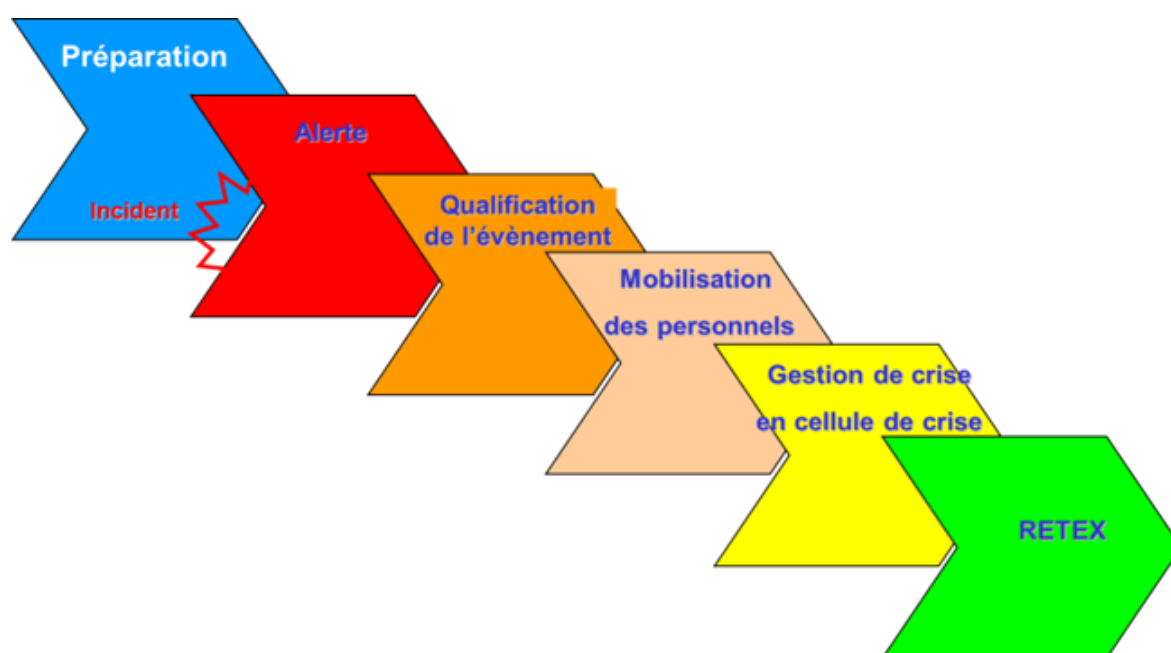 Préparation
Incident
Alerte
Qualification
de l'évènement
Mobilisation
des personnels
Gestion de crise
en cellule de crise
RETEX